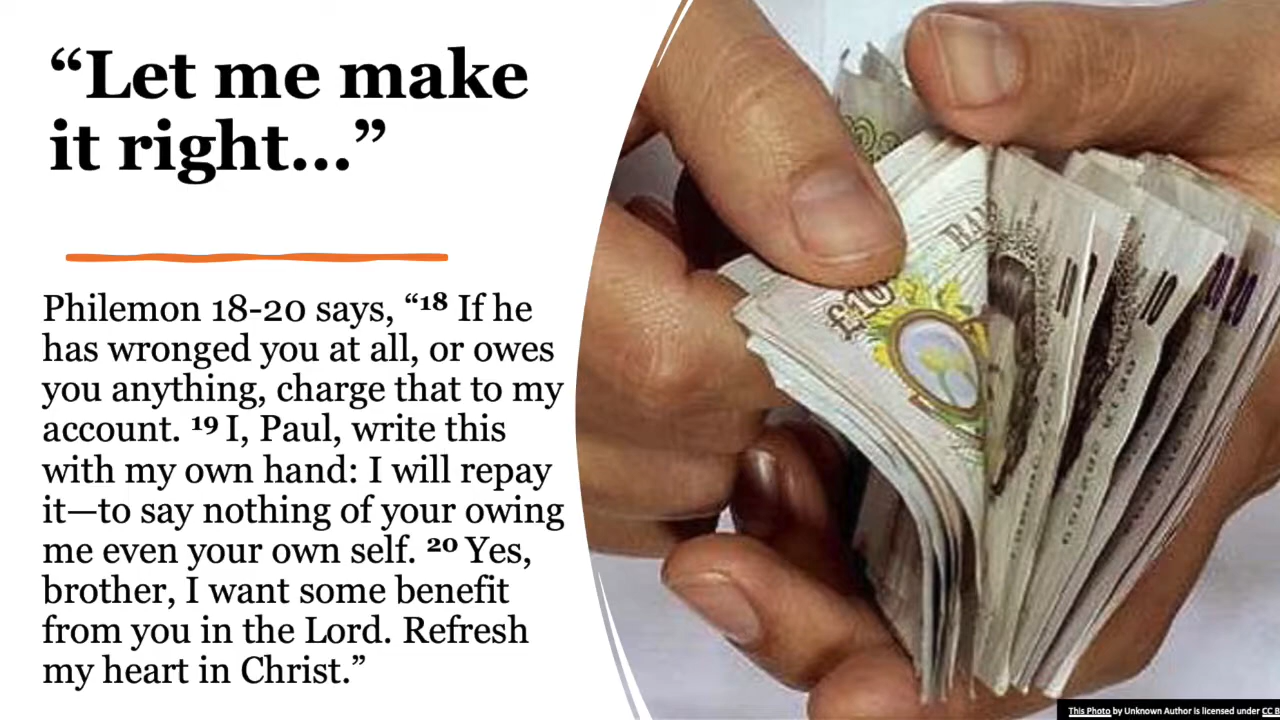 “Let me make
it right…”
Philemon 18-20 says, “18 If he
has wronged you at all, or owes
you anything, charge that to my
account. 19 I, Paul, write this
with my own hand: I will repay
it—to say nothing of your owing
me even your own self. 20 Yes,
brother, I want some benefit
from you in the Lord. Refresh
my heart in Christ.”
£10
10
This Photo by Unknown Author is licensed under CC B